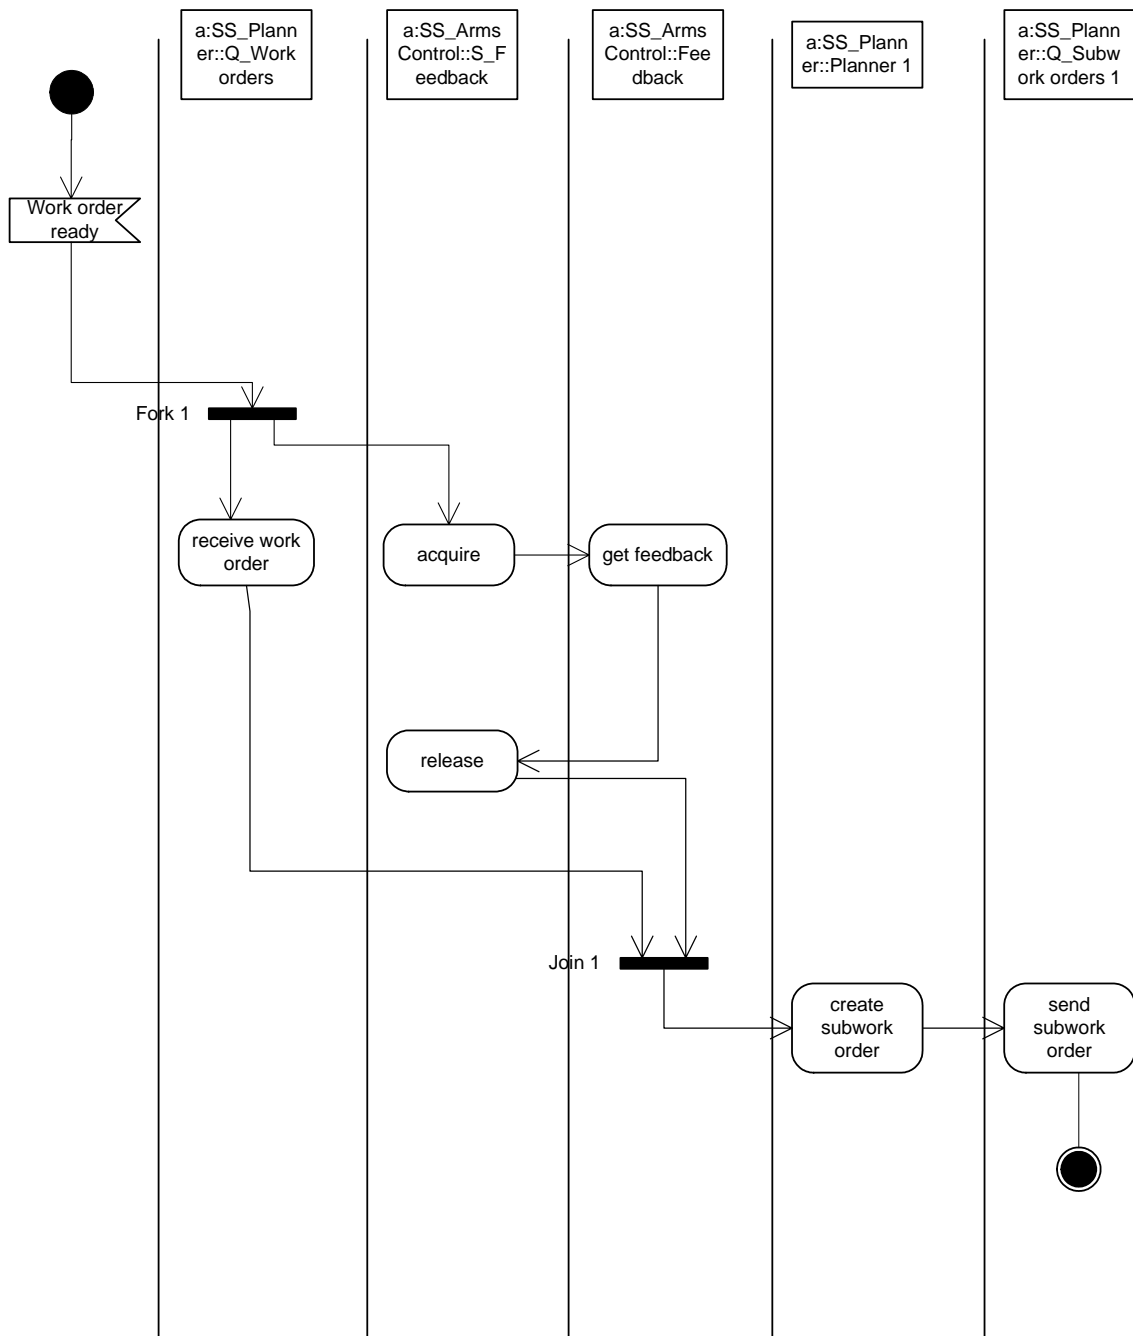 a:SS_Plann
er::Q_Work
orders
a:SS_Arms
Control::S_F
eedback
a:SS_Arms
Control::Fee
dback
a:SS_Plann
er::Planner 1
a:SS_Plann
er::Q_Subw
ork orders 1
Work order
ready
Fork 1
receive work
order
acquire
get feedback
release
Join 1
create
subwork
order
send
subwork
order